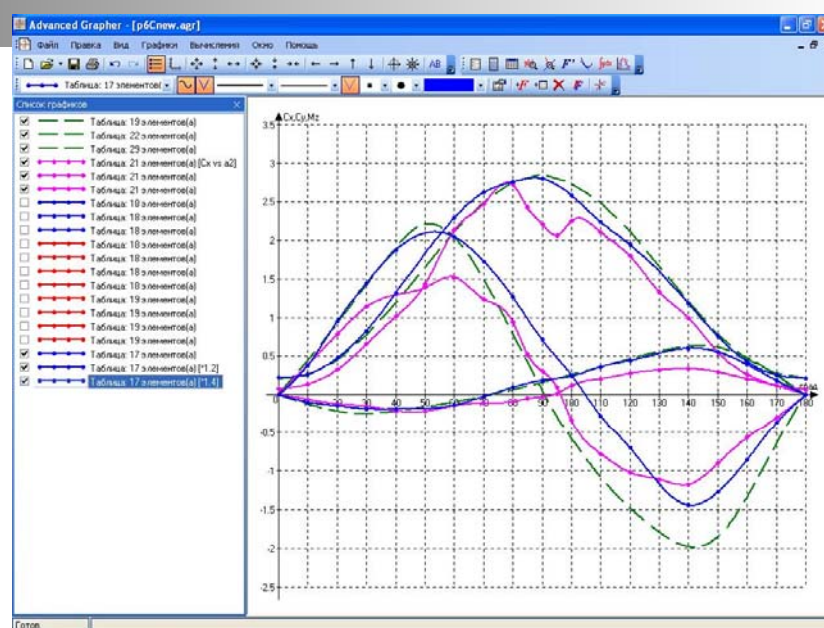 Advanced Grapher - [p6Cnew.agr]
Файл Правка Вид Графики Вычисления Окно Помощь
AB
Таблица: 17 элементов(
Список графиков
Таблица: 19 элементов(а)
Таблица: 22 элементов(а)
Таблица: 29 элементов(а)
Таблица: 21 элементов(а) [Cx vs a2]
Таблица: 21 элементов(а)
Таблица: 21 элементов(а)
Таблица: 18 элементов(а)
Таблица: 18 элементов(а)
Таблица: 18 элементов(а)
Таблица: 18 элементов(а)
Таблица: 18 элементов(а)
Таблица: 18 элементов(а)
Таблица: 18 элементов(а)
Таблица: 19 элементов(а)
Таблица: 19 элементов(а)
Таблица: 19 элементов(а)
Таблица: 19 элементов(а)
Таблица: 17 элементов(а)
Таблица: 17 элементов(а) [*1.2]
Таблица: 17 элементов(а) [*1.4]
Cx,Cy,Mz
3.5
3
2.5
2
1.5
1
0.5
0 10 20 30 40 50 60 70 80 90 100 110 120 130 140 150 160 170 180
-0.5
-1
-1.5
-2
-2.5
Готов